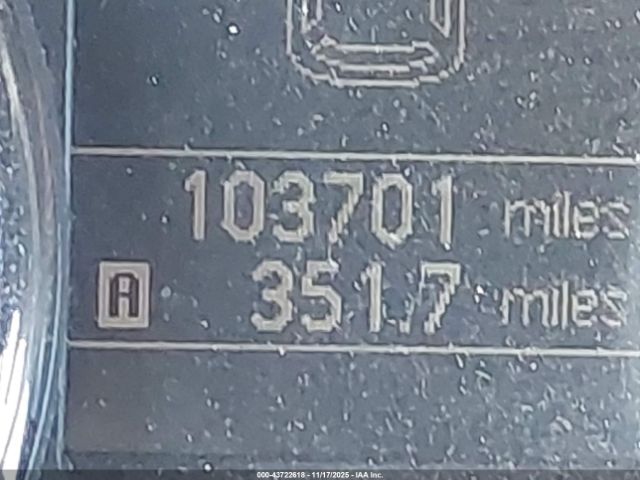 103701 miles
A 351.7 miles
000-43722618 - 11/17/2025 - IAA Inc.